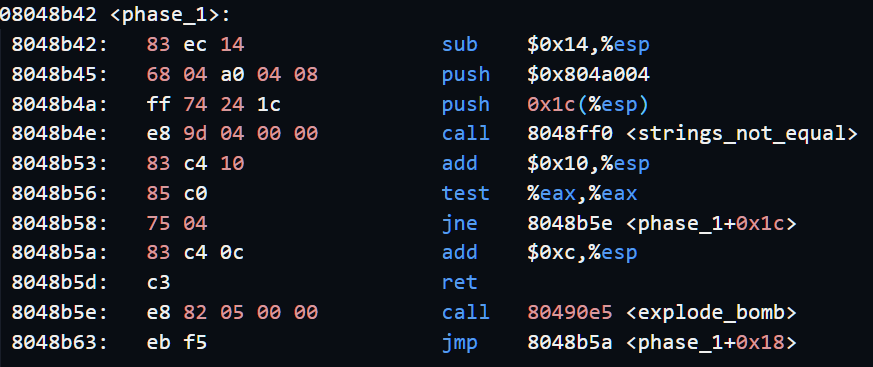 08048b42 <phase_1>:
8048b42: 83 ec 14 sub $0x14,%esp
8048b45: 68 04 a0 04 08 push $0x804a004
8048b4a: ff 74 24 1c push 0x1c(%esp)
8048b4e: e8 9d 04 00 00 call 8048ff0 <strings_not_equal>
8048b53: 83 c4 10 add $0x10,%esp
8048b56: 85 c0 test %eax,%eax
8048b58: 75 04 jne 8048b5e <phase_1+0x1c>
8048b5a: 83 c4 0c add $0xc,%esp
8048b5d: c3 ret
8048b5e: e8 82 05 00 00 call 80490e5 <explode_bomb>
8048b63: eb f5 jmp 8048b5a <phase_1+0x18>